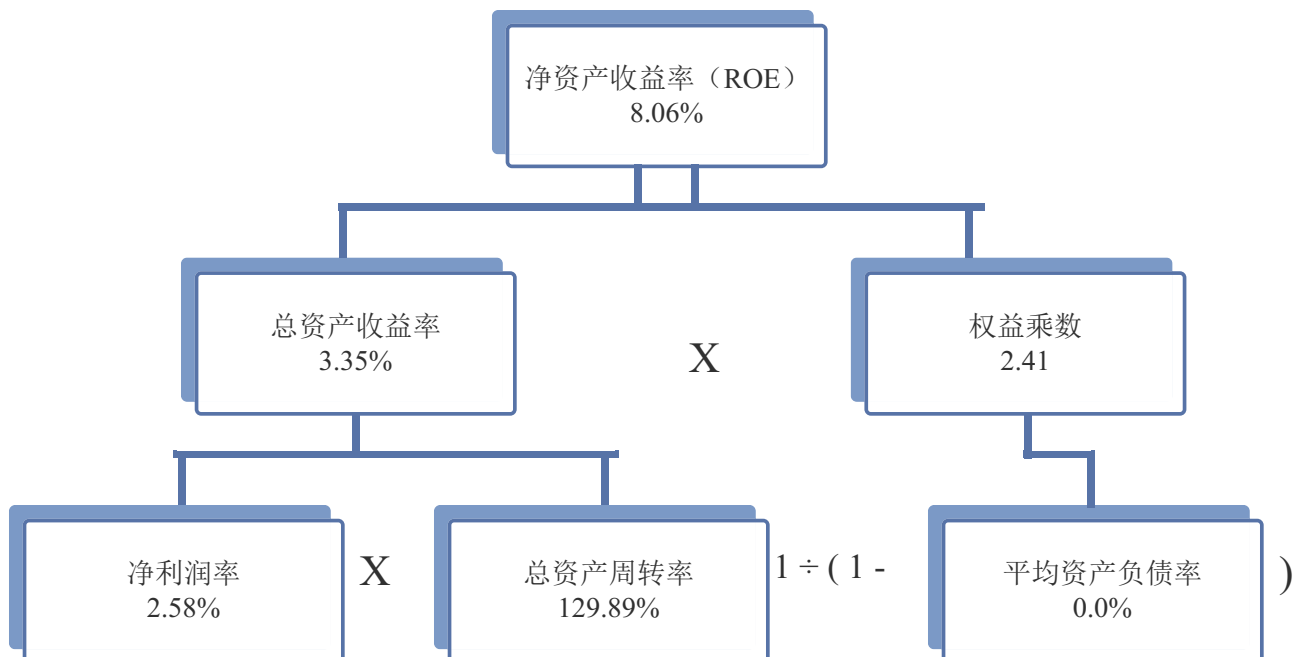 净资产收益率（ROE）
8.06%
总资产收益率
3.35%
X
权益乘数
2.41
净利润率
2.58%
X
总资产周转率
129.89%
1 ÷ ( 1 -
平均资产负债率
0.0%
)